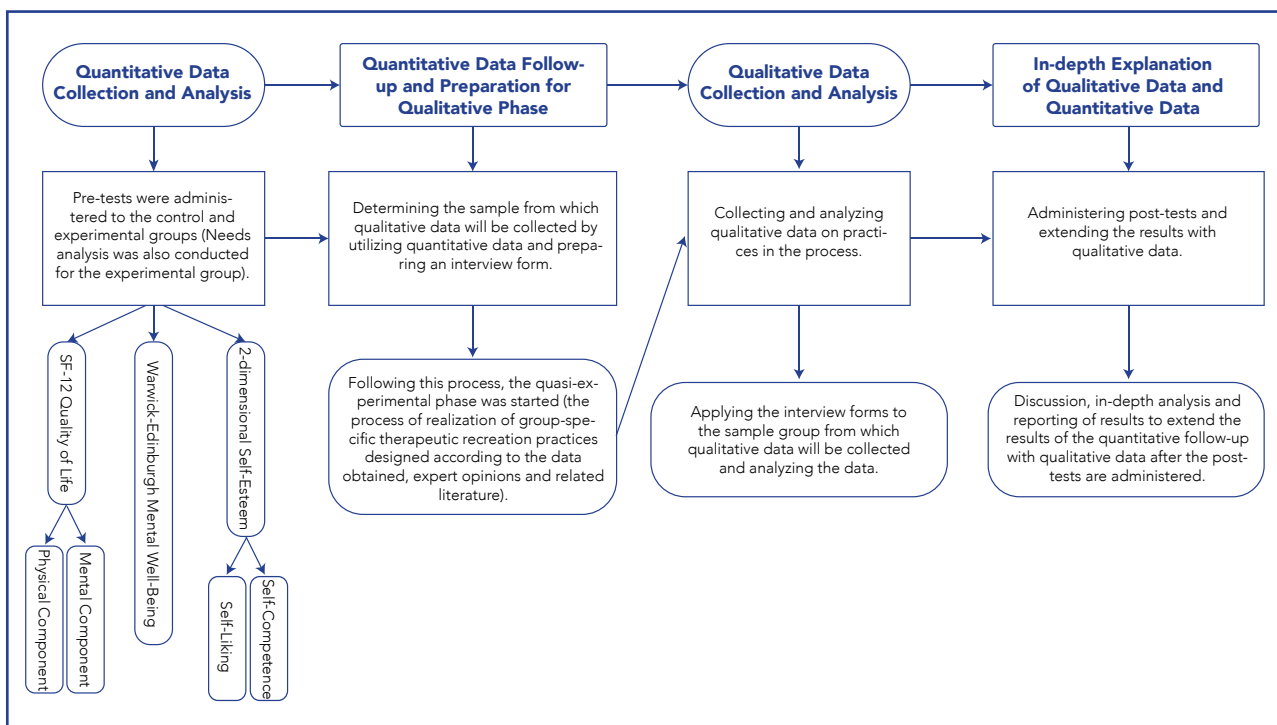 Quantitative Data
Collection and Analysis
Quantitative Data Follow-
up and Preparation for
Qualitative Phase
Qualitative Data
Collection and Analysis
In-depth Explanation
of Qualitative Data and
Quantitative Data
Pre-tests were adminis-
tered to the control and
experimental groups (Needs
analysis was also conducted
for the experimental group).
Determining the sample from which
qualitative data will be collected by
utilizing quantitative data and prepa-
ring an interview form.
Collecting and analyzing
qualitative data on practi-
ces in the process.
Administering post-tests and
extending the results with
qualitative data.
SF-12 Quality of Life
Warwick-Edinburgh Mental Well-Being
2-dimensional Self-Esteem
Following this process, the quasi-ex-
perimental phase was started (the
process of realization of group-spe-
cific therapeutic recreation practices
designed according to the data
obtained, expert opinions and related
literature).
Applying the interview forms to
the sample group from which
qualitative data will be collected
and analyzing the data.
Discussion, in-depth analysis and
reporting of results to extend the
results of the quantitative follow-up
with qualitative data after the post-
tests are administered.
Physical Component
Mental Component
Self-Liking
Self-Competence